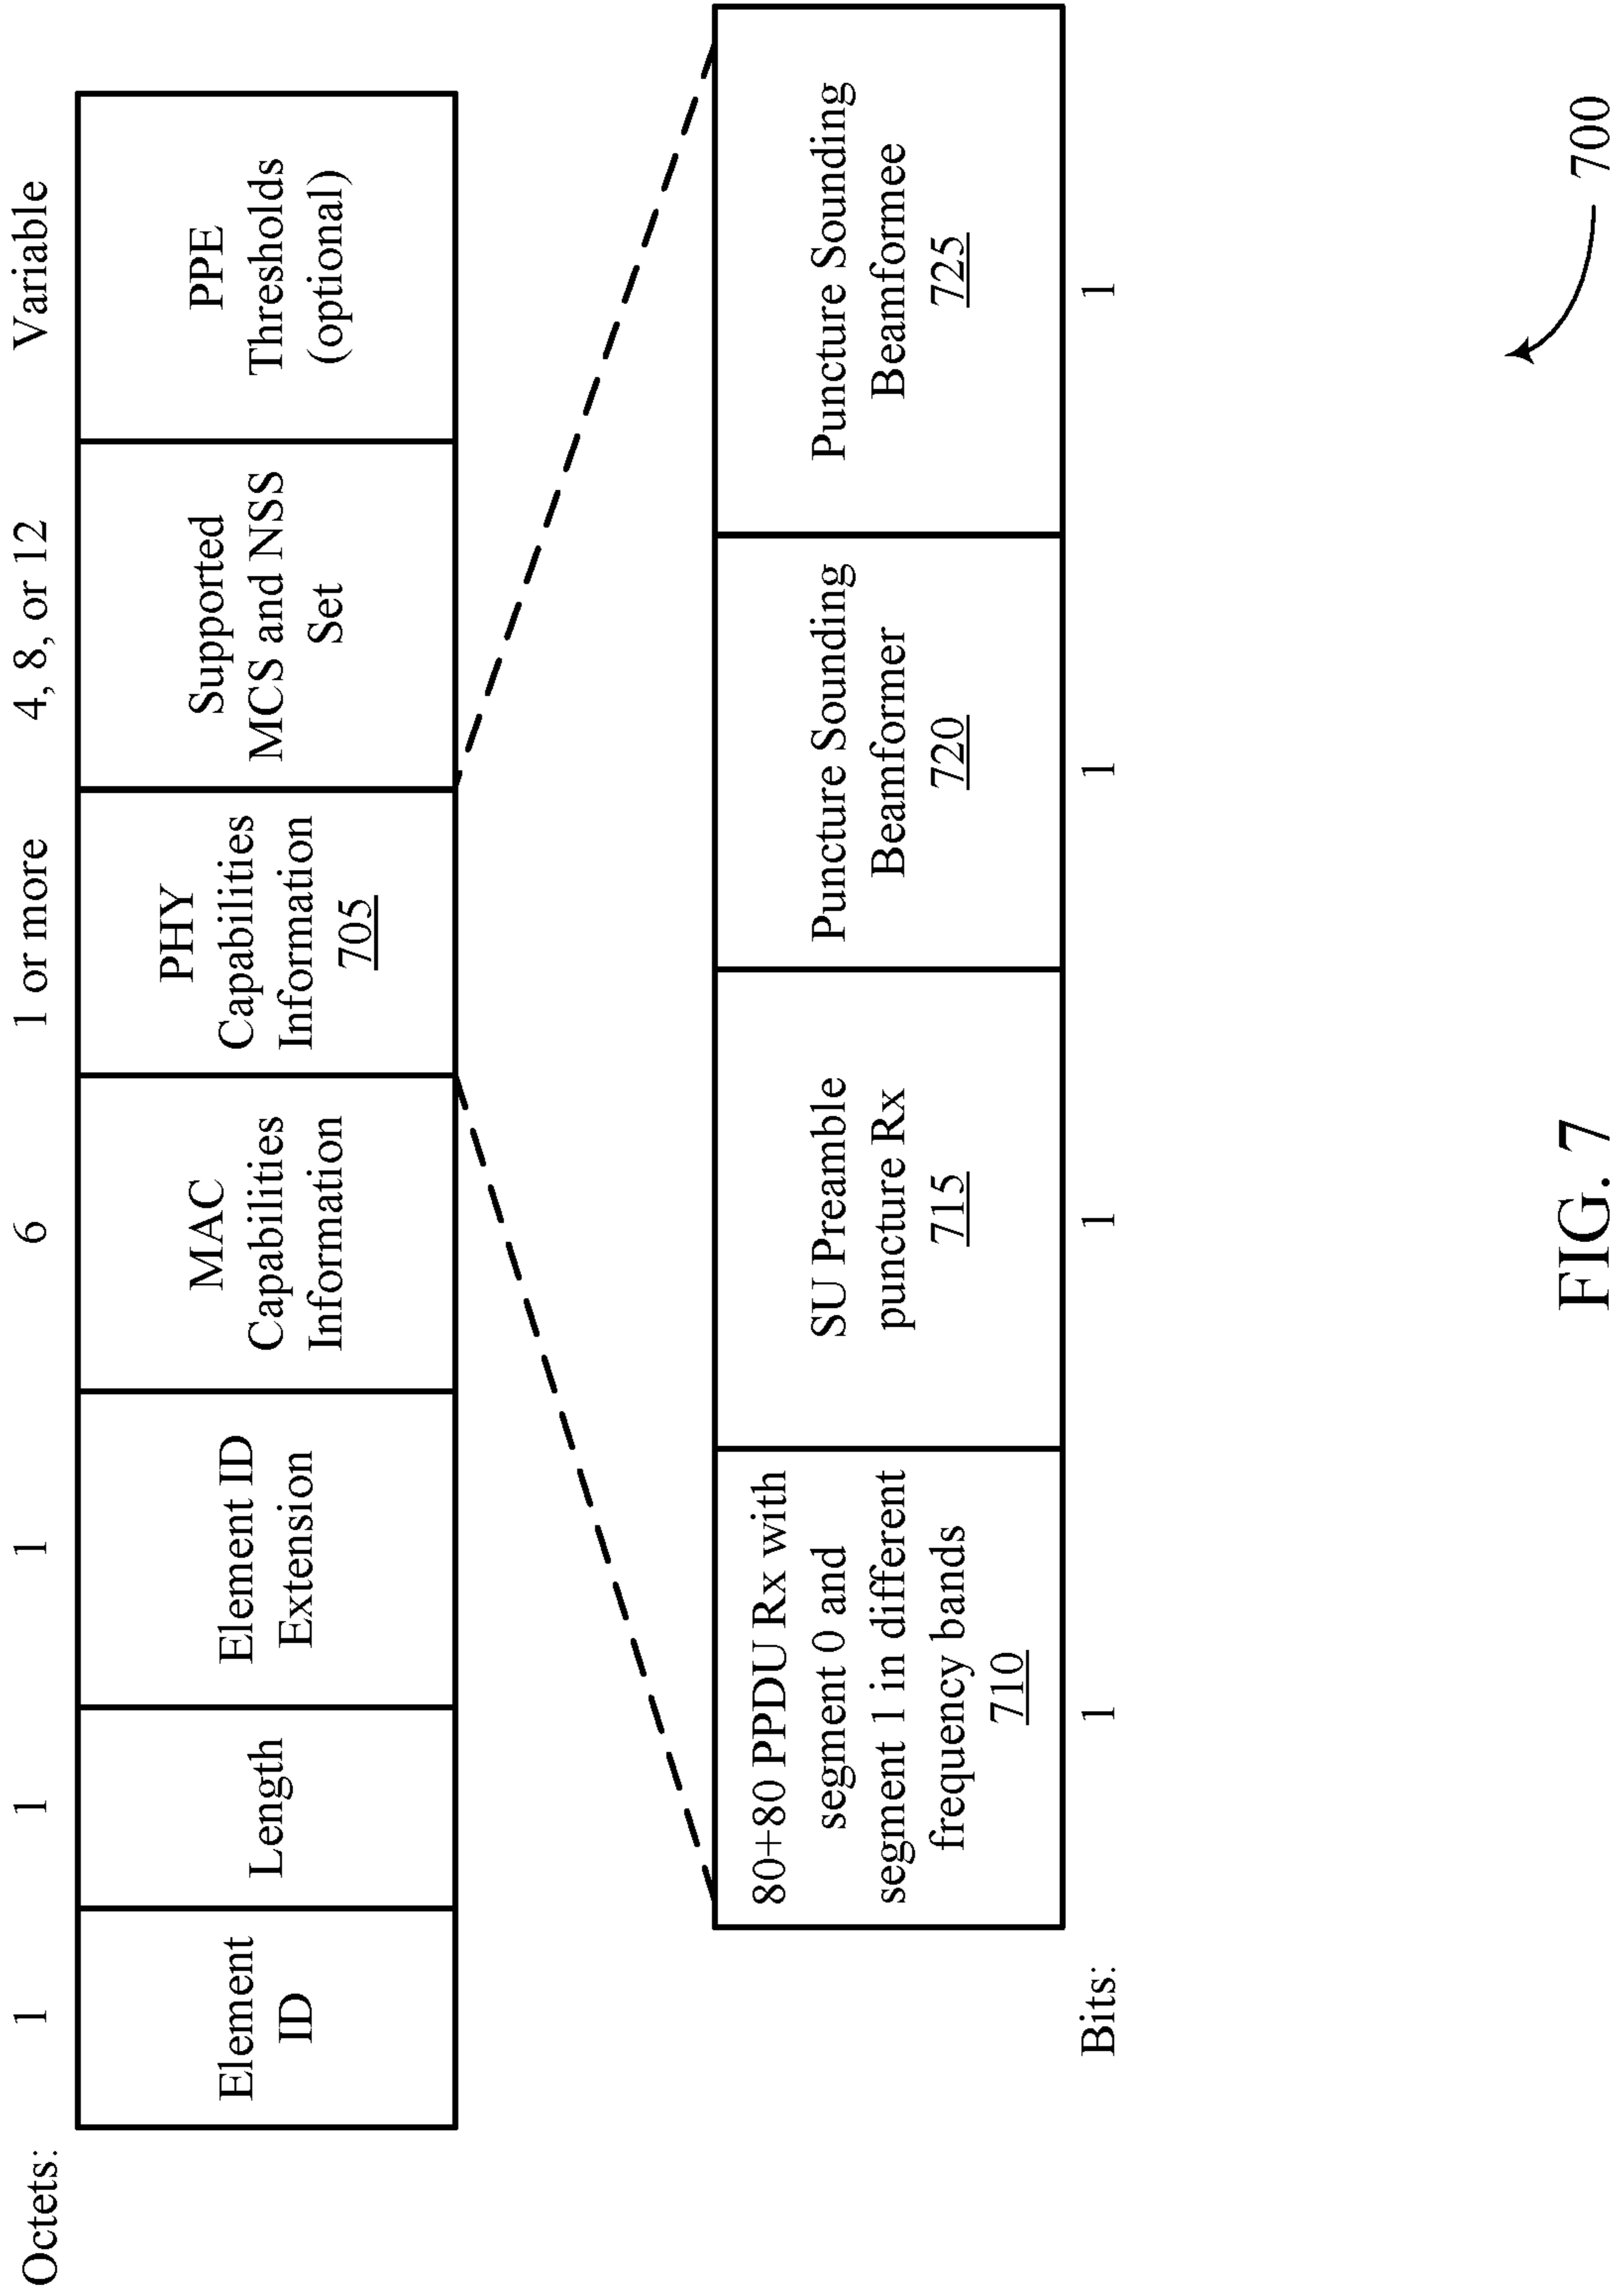 Octets:
1
1
1
6
1 or more
4, 8, or 12
Variable
Element
ID
Length
Element ID
Extension
MAC
Capabilities
Information
PHY
Capabilities
Information
705
Supported
MCS and NSS
Set
PPE
Thresholds
(optional)
80+80 PPDU Rx with
segment 0 and
segment 1 in different
frequency bands
710
SU Preamble
puncture Rx
715
Puncture Sounding
Beamformer
720
Puncture Sounding
Beamformee
725
Bits:
1
1
1
1
700
FIG. 7